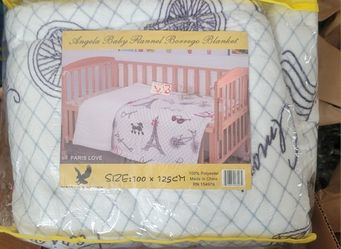 Angela Baby Flannel Borrego Blanket
PARIS LOVE
SIZE:100 x 125CM
100% Polyester
Made in China